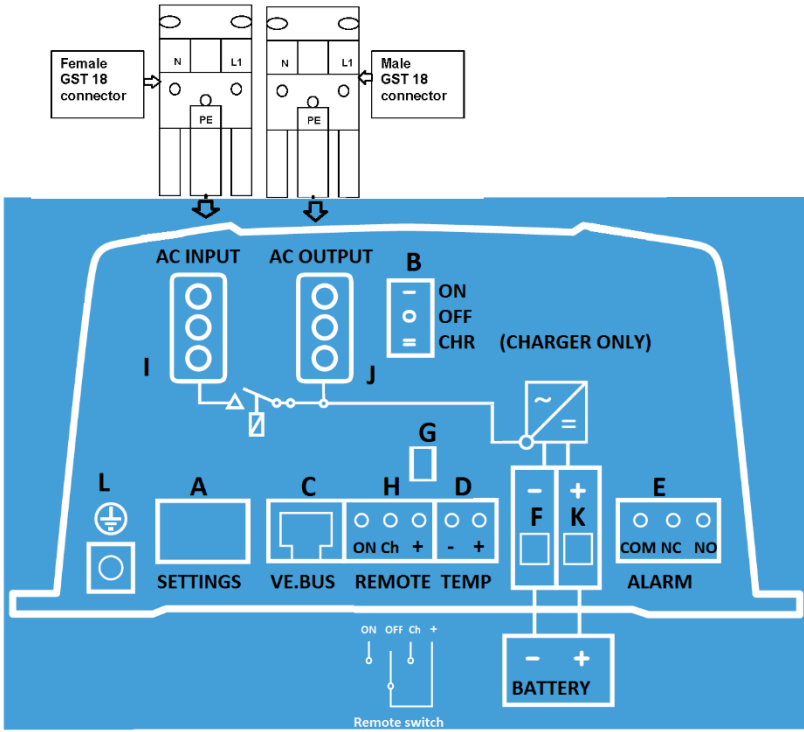 Female
GST 18
connector
N L1
PE
N L1
PE
Male
GST 18
connector
AC INPUT
AC OUTPUT
B
ON
OFF
CHR (CHARGER ONLY)
I
J
~
=
G
L
A
C
H
D
- +
F K
E
ON Ch +
- +
COM NC NO
SETTINGS
VE.BUS
REMOTE
TEMP
ALARM
ON OFF Ch +
Remote switch
- +
BATTERY